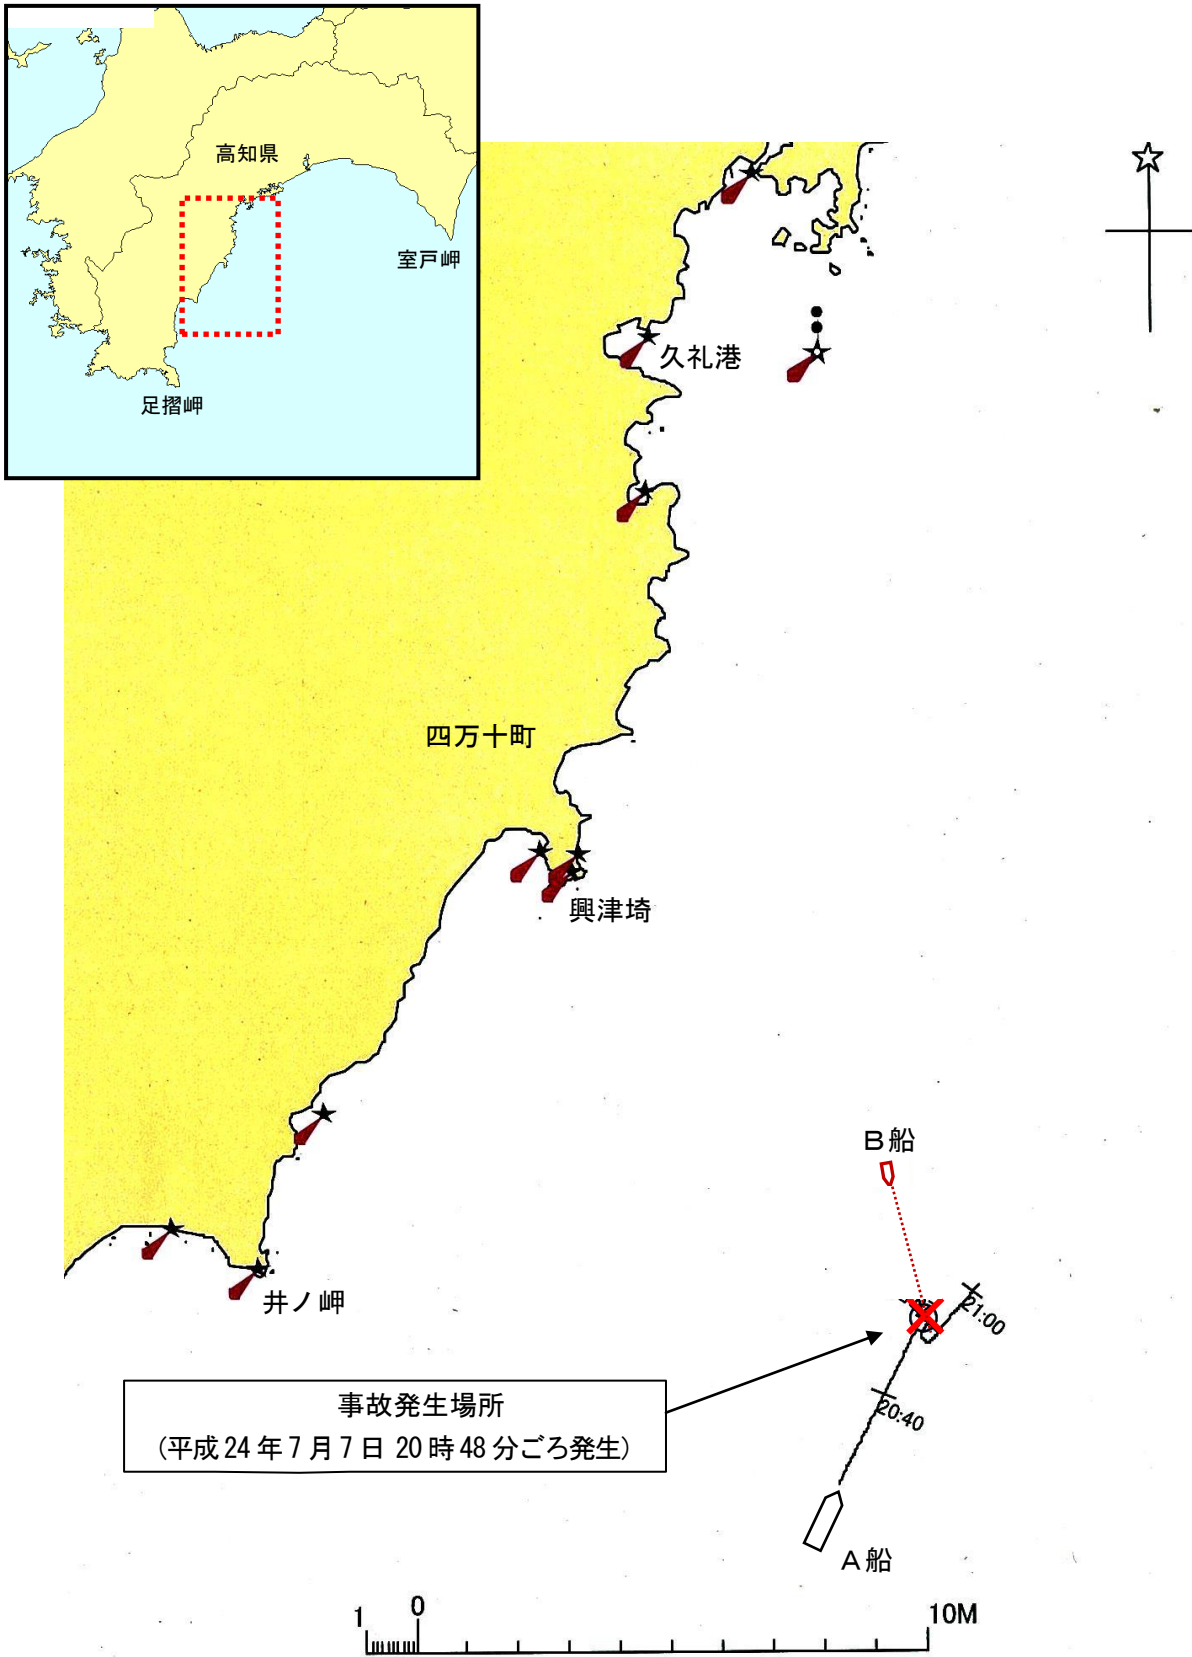 高知県
室戸岬
足摺岬
久礼港
四万十町
興津埼
B船
井ノ岬
21:00
事故発生場所
(平成24年7月7日 20時48分ごろ発生)
20:40
A船
1 0 10M